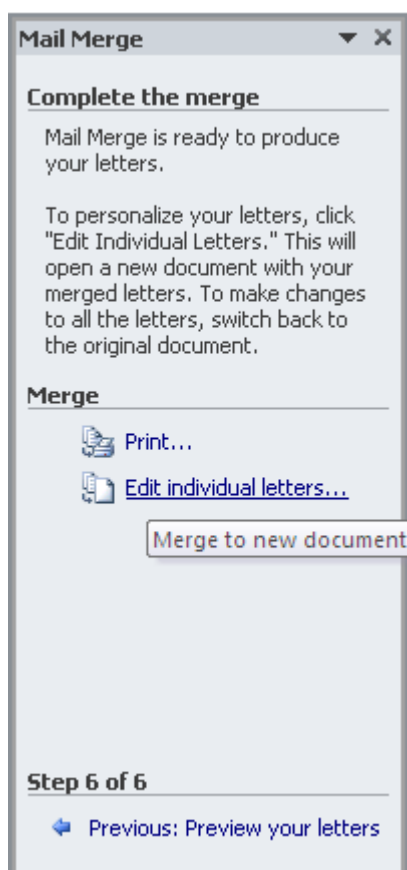 Mail Merge
Complete the merge
Mail Merge is ready to produce
your letters.
To personalize your letters, click
"Edit Individual Letters." This will
open a new document with your
merged letters. To make changes
to all the letters, switch back to
the original document.
Merge
Print...
Edit individual letters...
Merge to new document
Step 6 of 6
Previous: Preview your letters